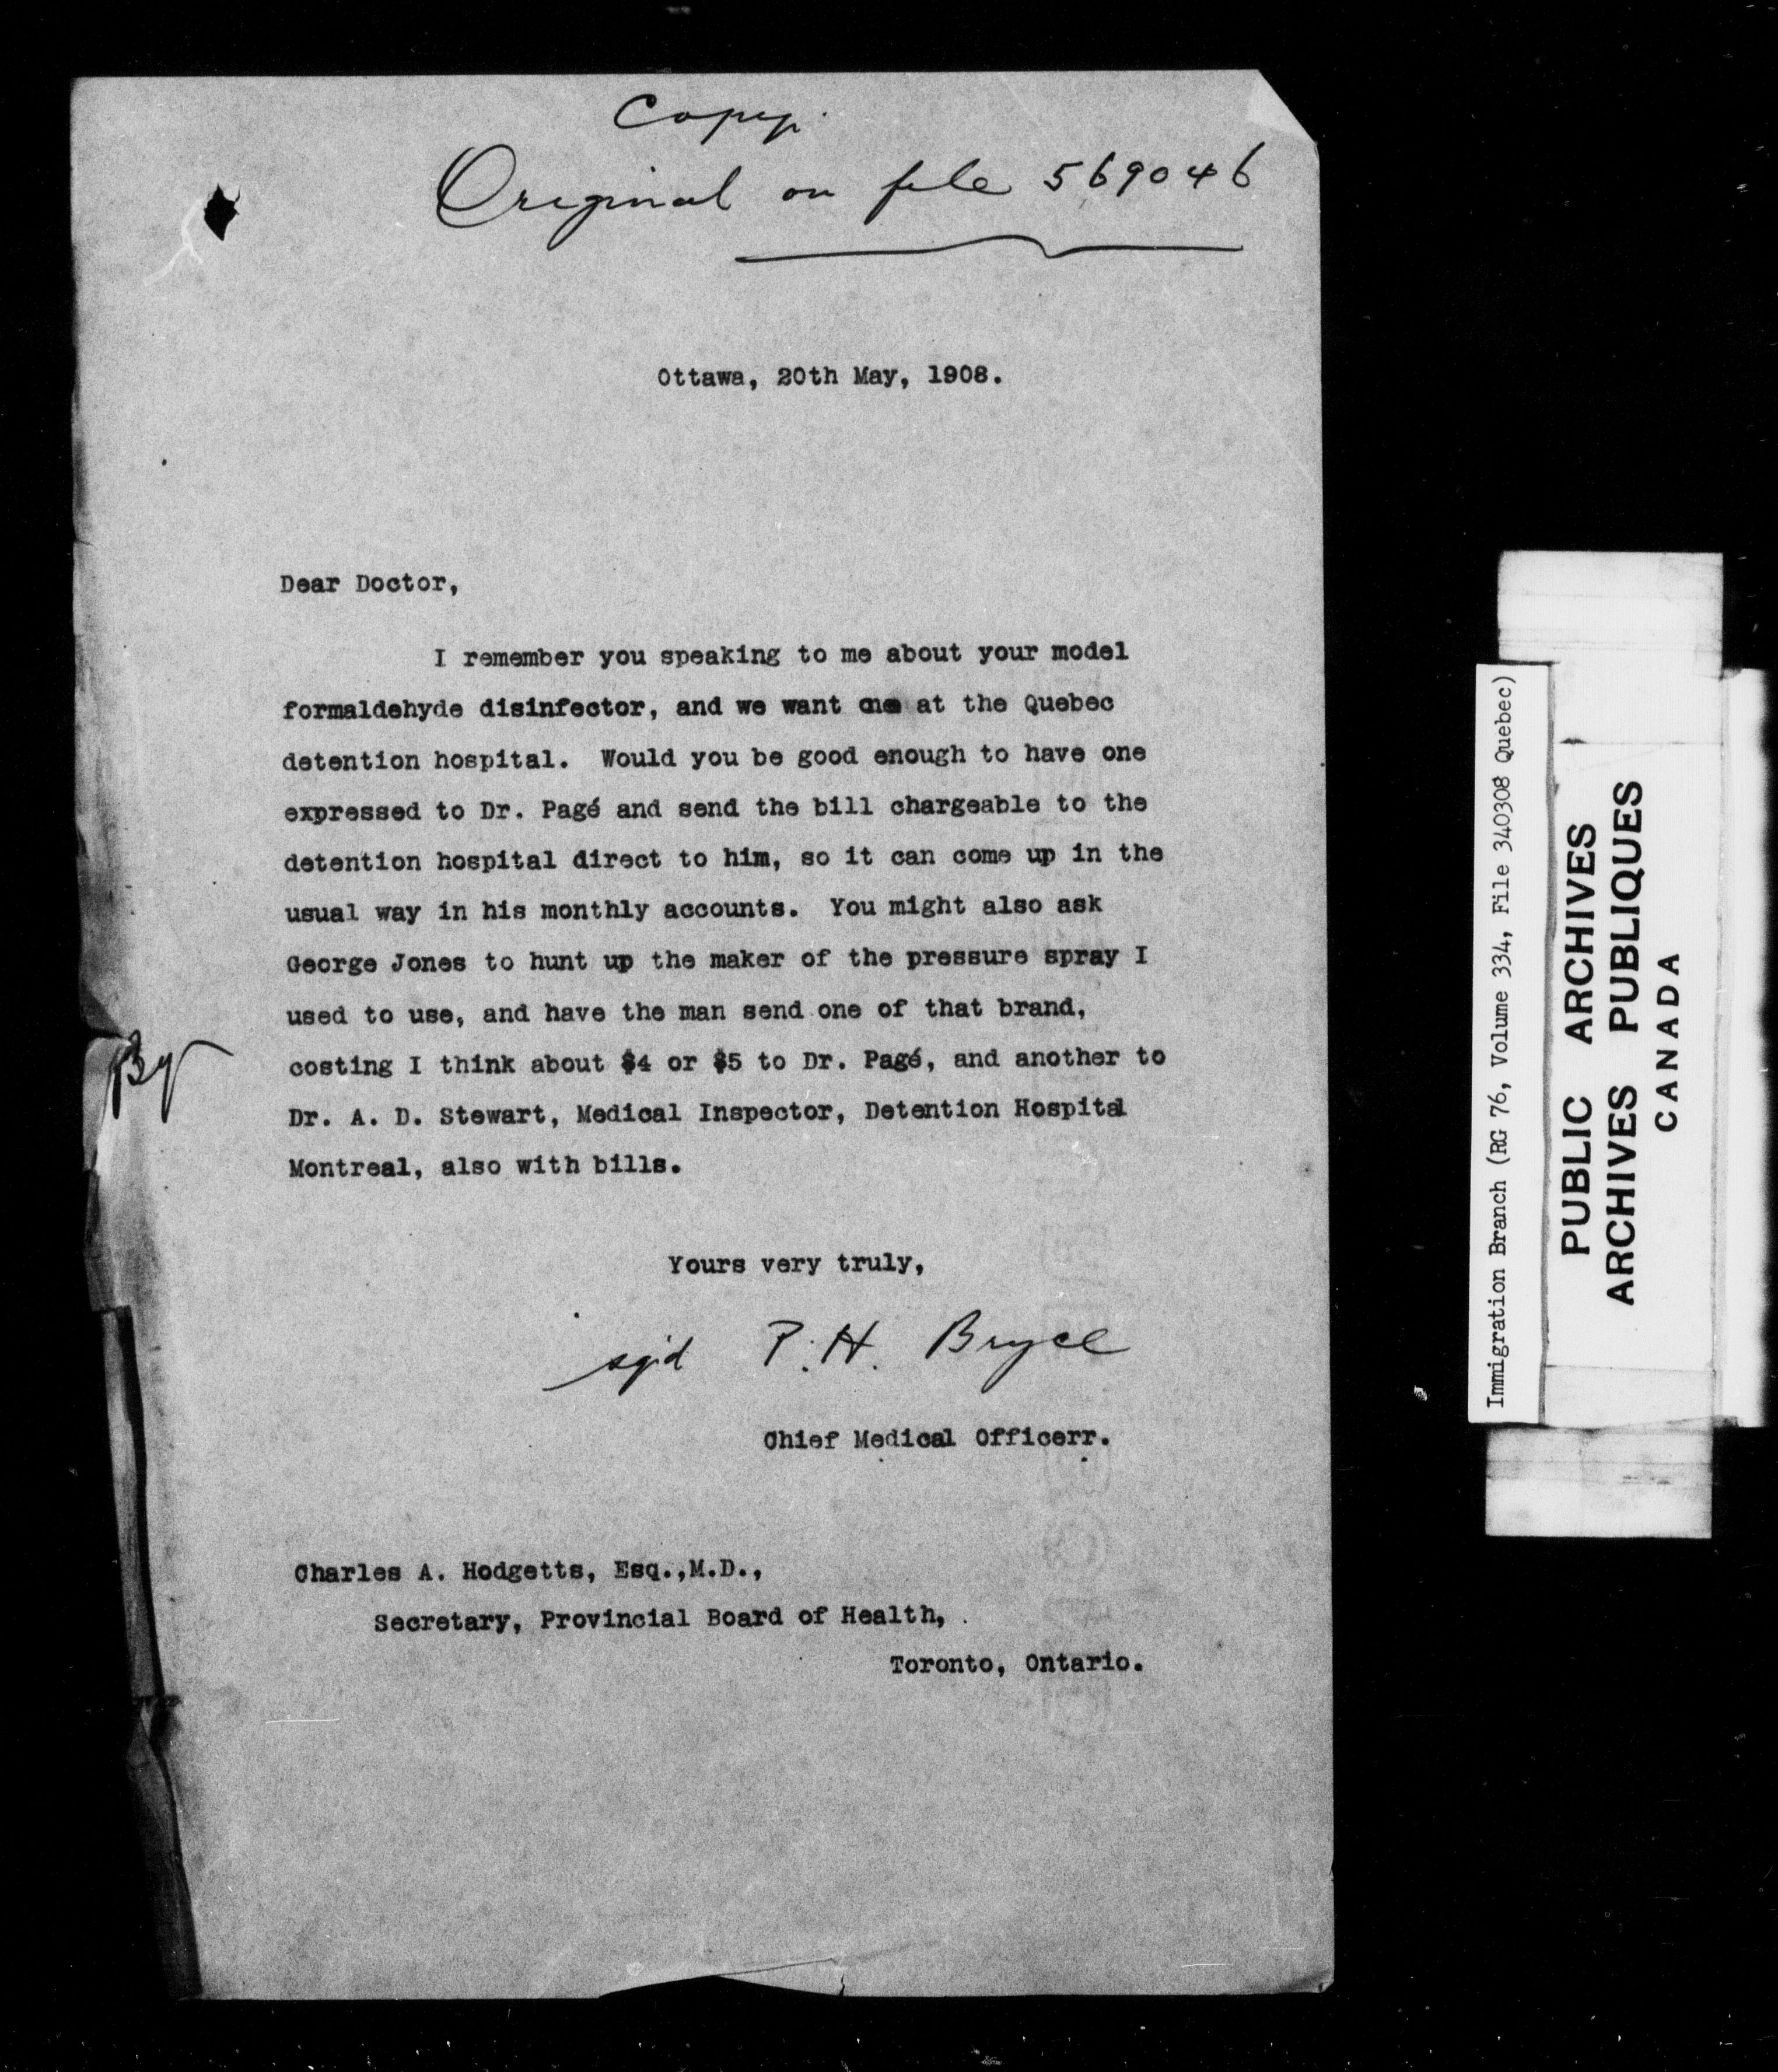 Copy.
Original on file 569046
Ottawa, 20th May, 1908.
Dear Doctor,
I remember you speaking to me about your model
formaldehyde disinfector, and we want one at the Quebec
detention hospital. Would you be good enough to have one
expressed to Dr. Pagé and send the bill chargeable to the
detention hospital direct to him, so it can come up in the
usual way in his monthly accounts. You might also ask
George Jones to hunt up the maker of the pressure spray I
used to use, and have the man send one of that brand,
costing I think about $4 or $5 to Dr. Pagé, and another to
Dr. A. D. Stewart, Medical Inspector, Detention Hospital
Montreal, also with bills.
Yours very truly,
sg'd P. H. Bryce
Chief Medical Officerr.
Charles A. Hodgetts, Esq.,M.D.,
Secretary, Provincial Board of Health,
Toronto, Ontario.
Immigration Branch (RG 76, Volume 334, File 340308 Quebec)
PUBLIC ARCHIVES
ARCHIVES PUBLIQUES
CANADA